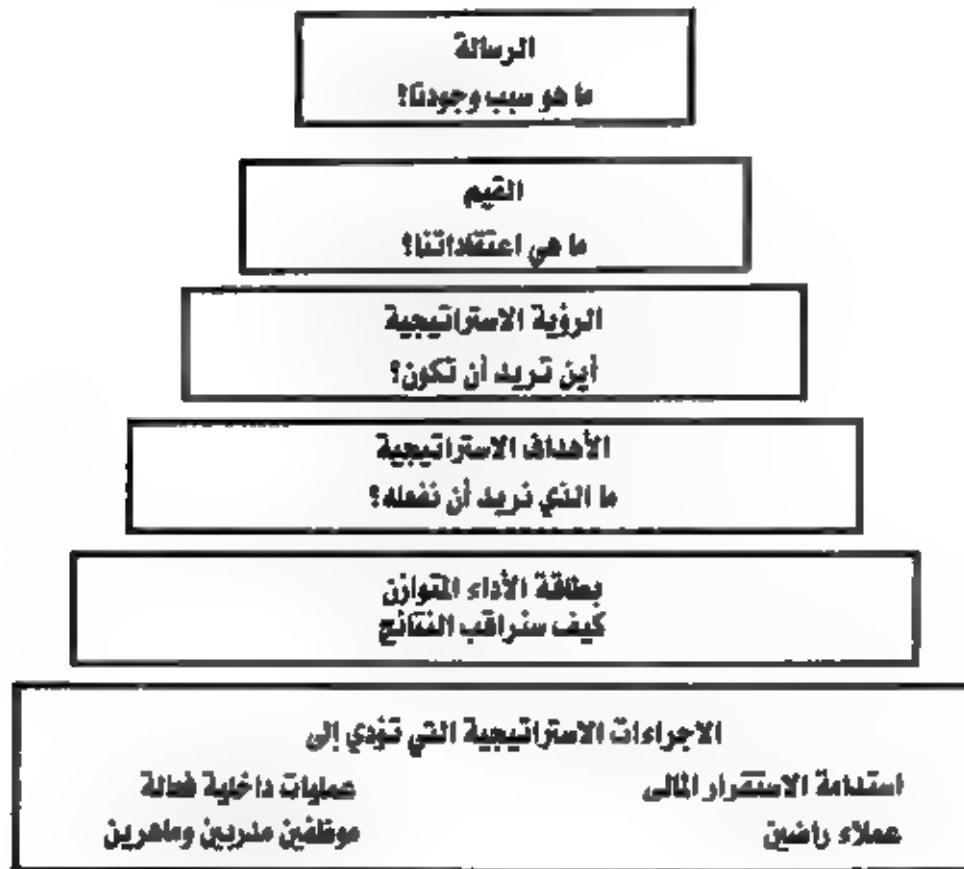 الرسالة
ما هو سبب وجودنا؟
القيم
ما هي اعتقاداتنا؟
الرؤية الاستراتيجية
أين تريد أن تكون؟
الأهداف الاستراتيجية
ما الذي نريد أن نفعله؟
بطاقة الأداء المتوازن
كيف سنراقب النتائج
الاجراءات الاستراتيجية التي تؤدي إلى
استدامة الاستقرار المالى
عمليات داخلية فعالة
عملاء راضين
موظفين مدربين وماهرين